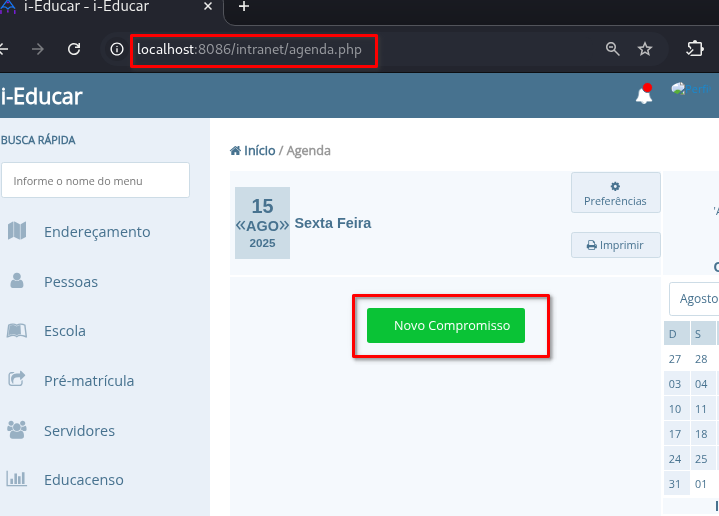 i-Educar - i-Educar
localhost:8086/intranet/agenda.php
i-Educar
BUSCA RÁPIDA
Informe o nome do menu
Endereçamento
Pessoas
Escola
Pré-matrícula
Servidores
Educacenso
Início / Agenda
15
«AGO»
2025
Sexta Feira
Preferências
Imprimir
Novo Compromisso
Agosto
D S
27 28
03 04
10 11
17 18
24 25
31 01